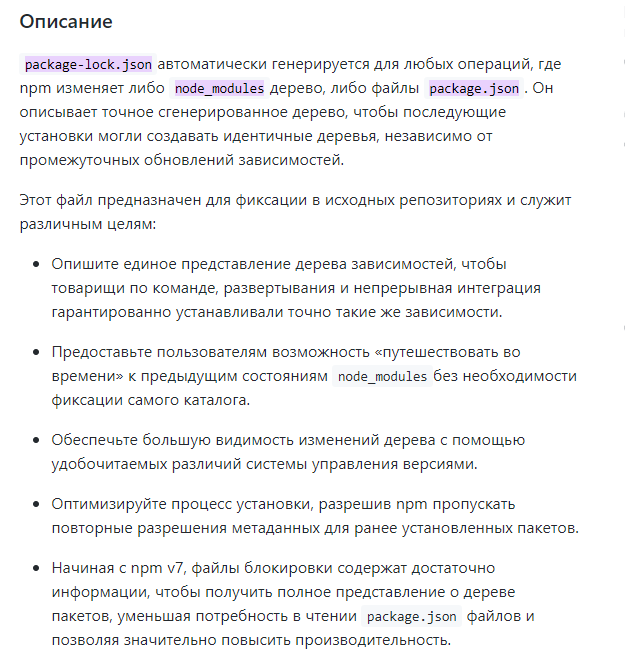 Описание
package-lock.json автоматически генерируется для любых операций, где
npm изменяет либо node_modules дерево, либо файлы package.json . Он
описывает точное сгенерированное дерево, чтобы последующие
установки могли создавать идентичные деревья, независимо от
промежуточных обновлений зависимостей.
Этот файл предназначен для фиксации в исходных репозиториях и служит
различным целям:
• Опишите единое представление дерева зависимостей, чтобы
товарищи по команде, развертывания и непрерывная интеграция
гарантированно устанавливали точно такие же зависимости.
• Предоставьте пользователям возможность «путешествовать во
времени» к предыдущим состояниям node_modules без необходимости
фиксации самого каталога.
• Обеспечьте большую видимость изменений дерева с помощью
удобочитаемых различий системы управления версиями.
• Оптимизируйте процесс установки, разрешив npm пропускать
повторные разрешения метаданных для ранее установленных пакетов.
• Начиная с npm v7, файлы блокировки содержат достаточно
информации, чтобы получить полное представление о дереве
пакетов, уменьшая потребность в чтении package.json файлов и
позволяя значительно повысить производительность.